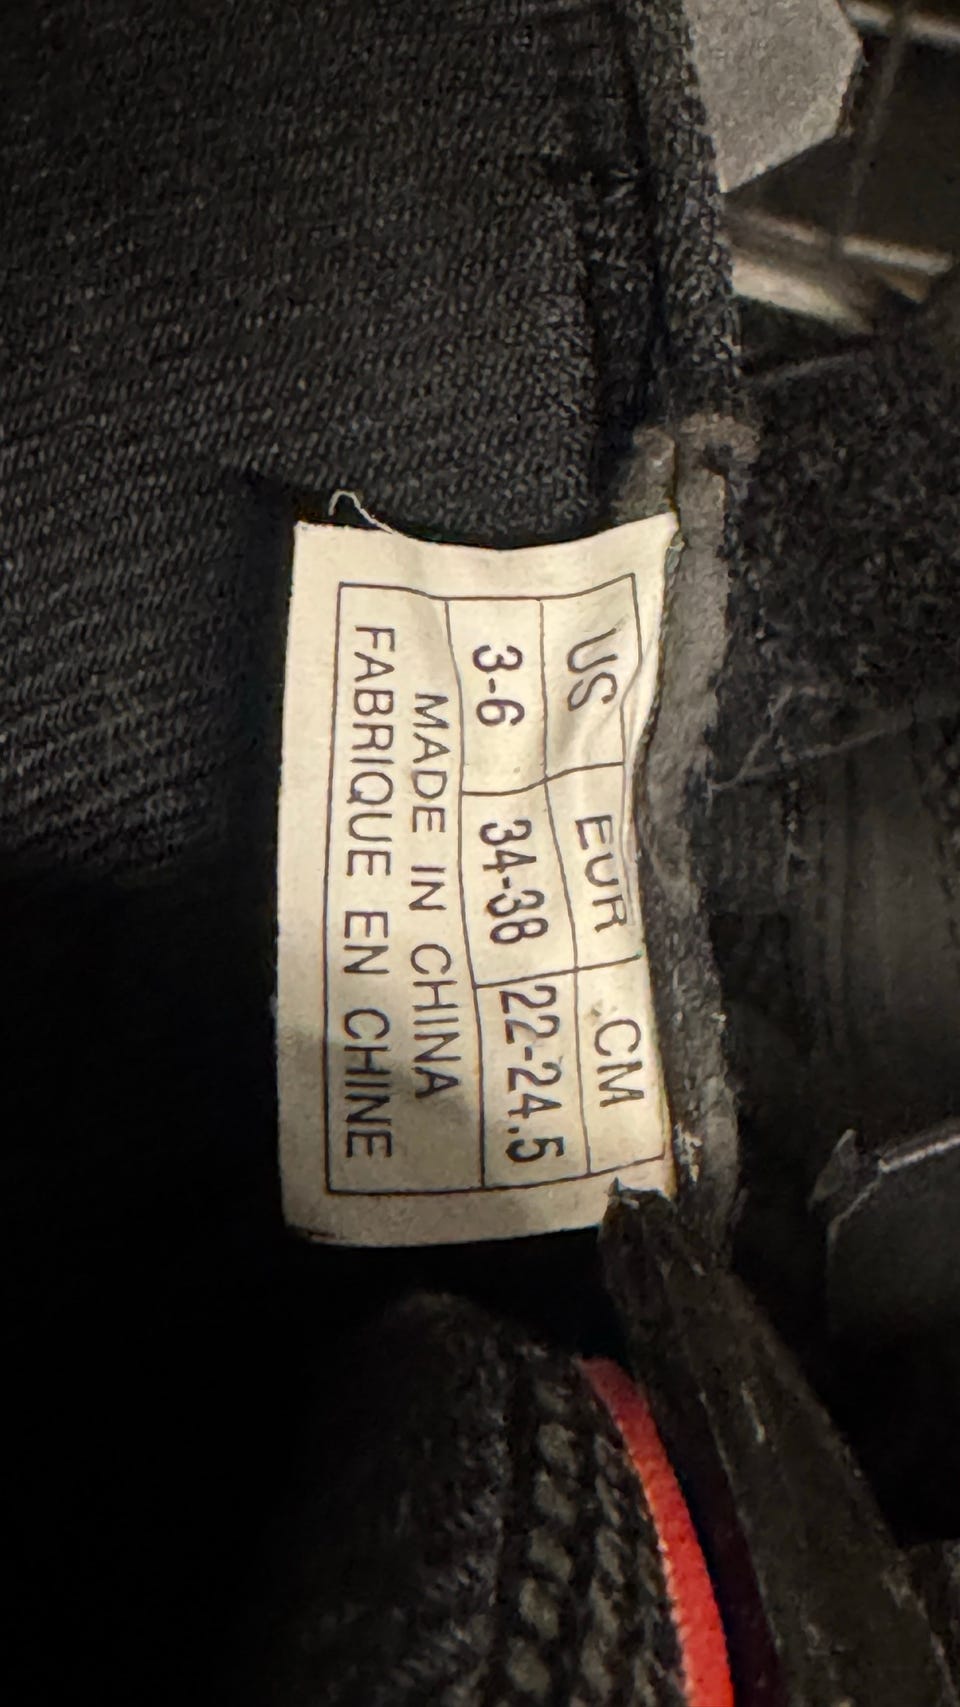 US EUR CM
3-6 34-38 22-24.5
MADE IN CHINA
FABRIQUE EN CHINE